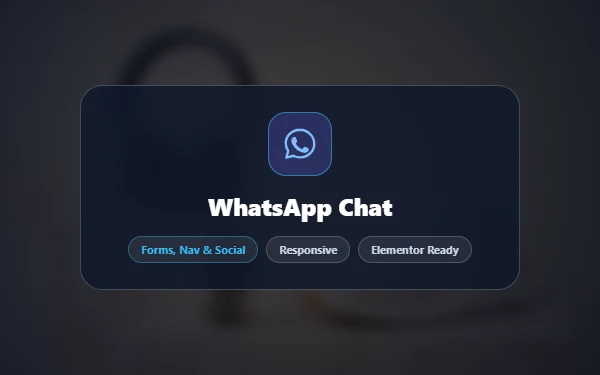 WhatsApp Chat
Forms, Nav & Social Responsive Elementor Ready